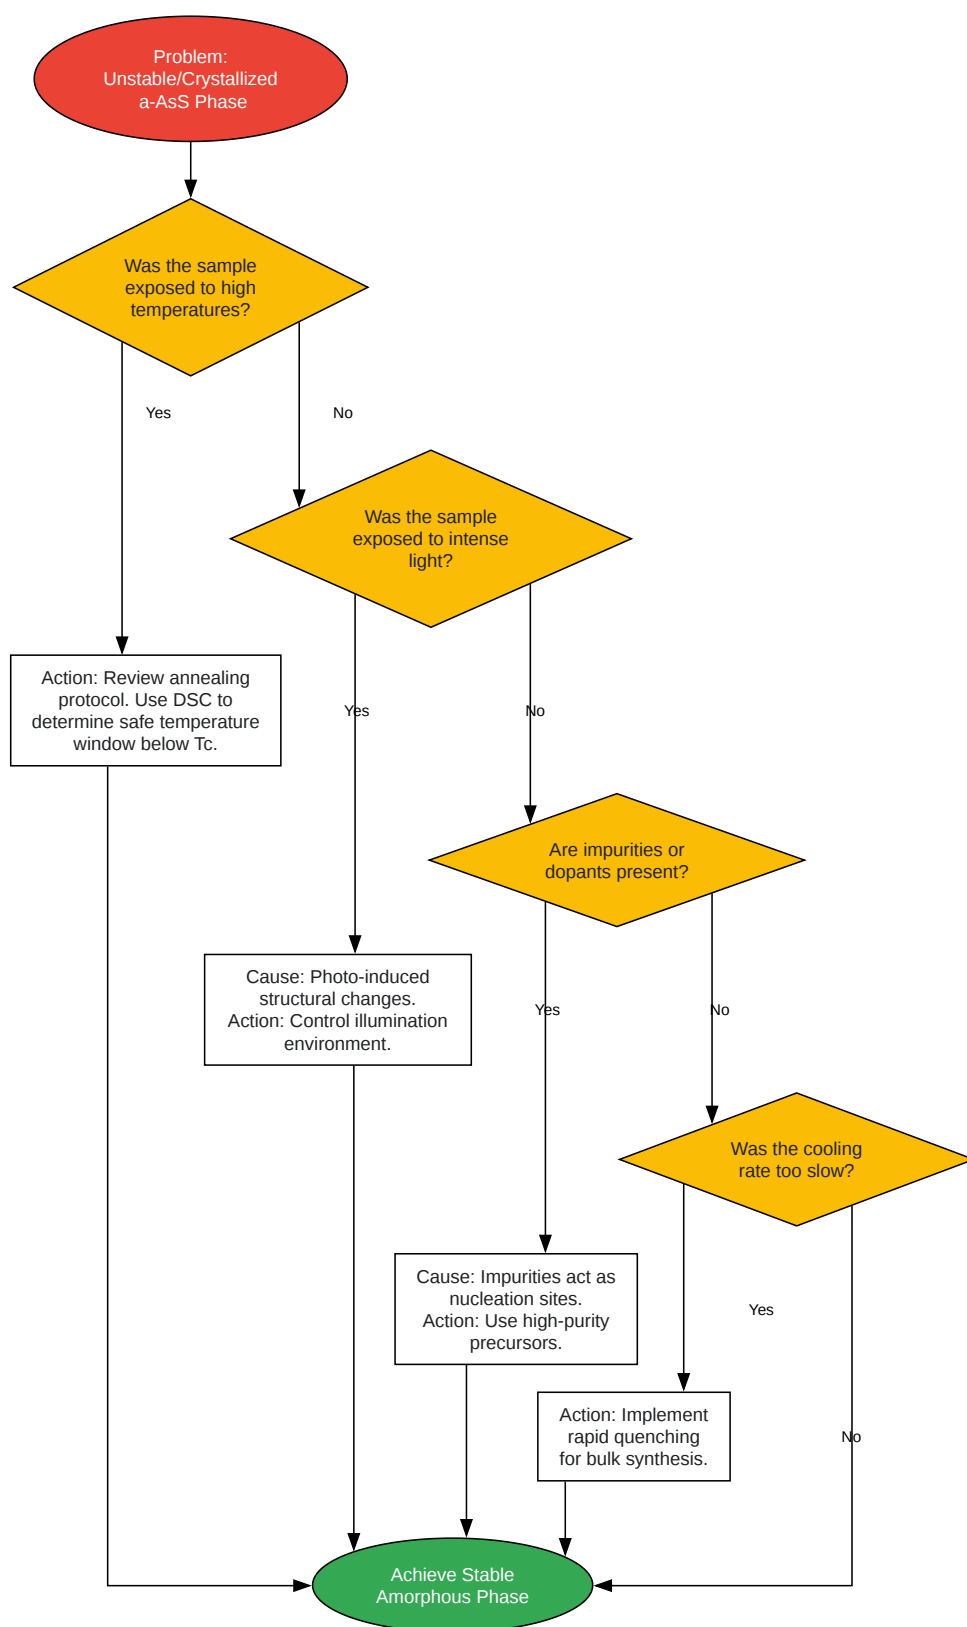 Problem:
Unstable/Crystallized
a-AsS Phase
Was the sample
exposed to high
temperatures?
Yes
No
Was the sample
exposed to intense
light?
Action: Review annealing
protocol. Use DSC to
determine safe temperature
window below Tc.
Yes
No
Are impurities or
dopants present?
Cause: Photo-induced
structural changes.
Action: Control illumination
environment.
Yes
No
Was the cooling
rate too slow?
Cause: Impurities act as
nucleation sites.
Action: Use high-purity
precursors.
Yes
Action: Implement
rapid quenching
for bulk synthesis.
No
Achieve Stable
Amorphous Phase